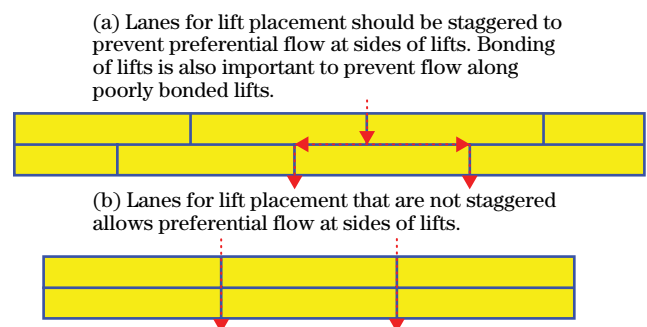 (a) Lanes for lift placement should be staggered to
prevent preferential flow at sides of lifts. Bonding
of lifts is also important to prevent flow along
poorly bonded lifts.
(b) Lanes for lift placement that are not staggered
allows preferential flow at sides of lifts.